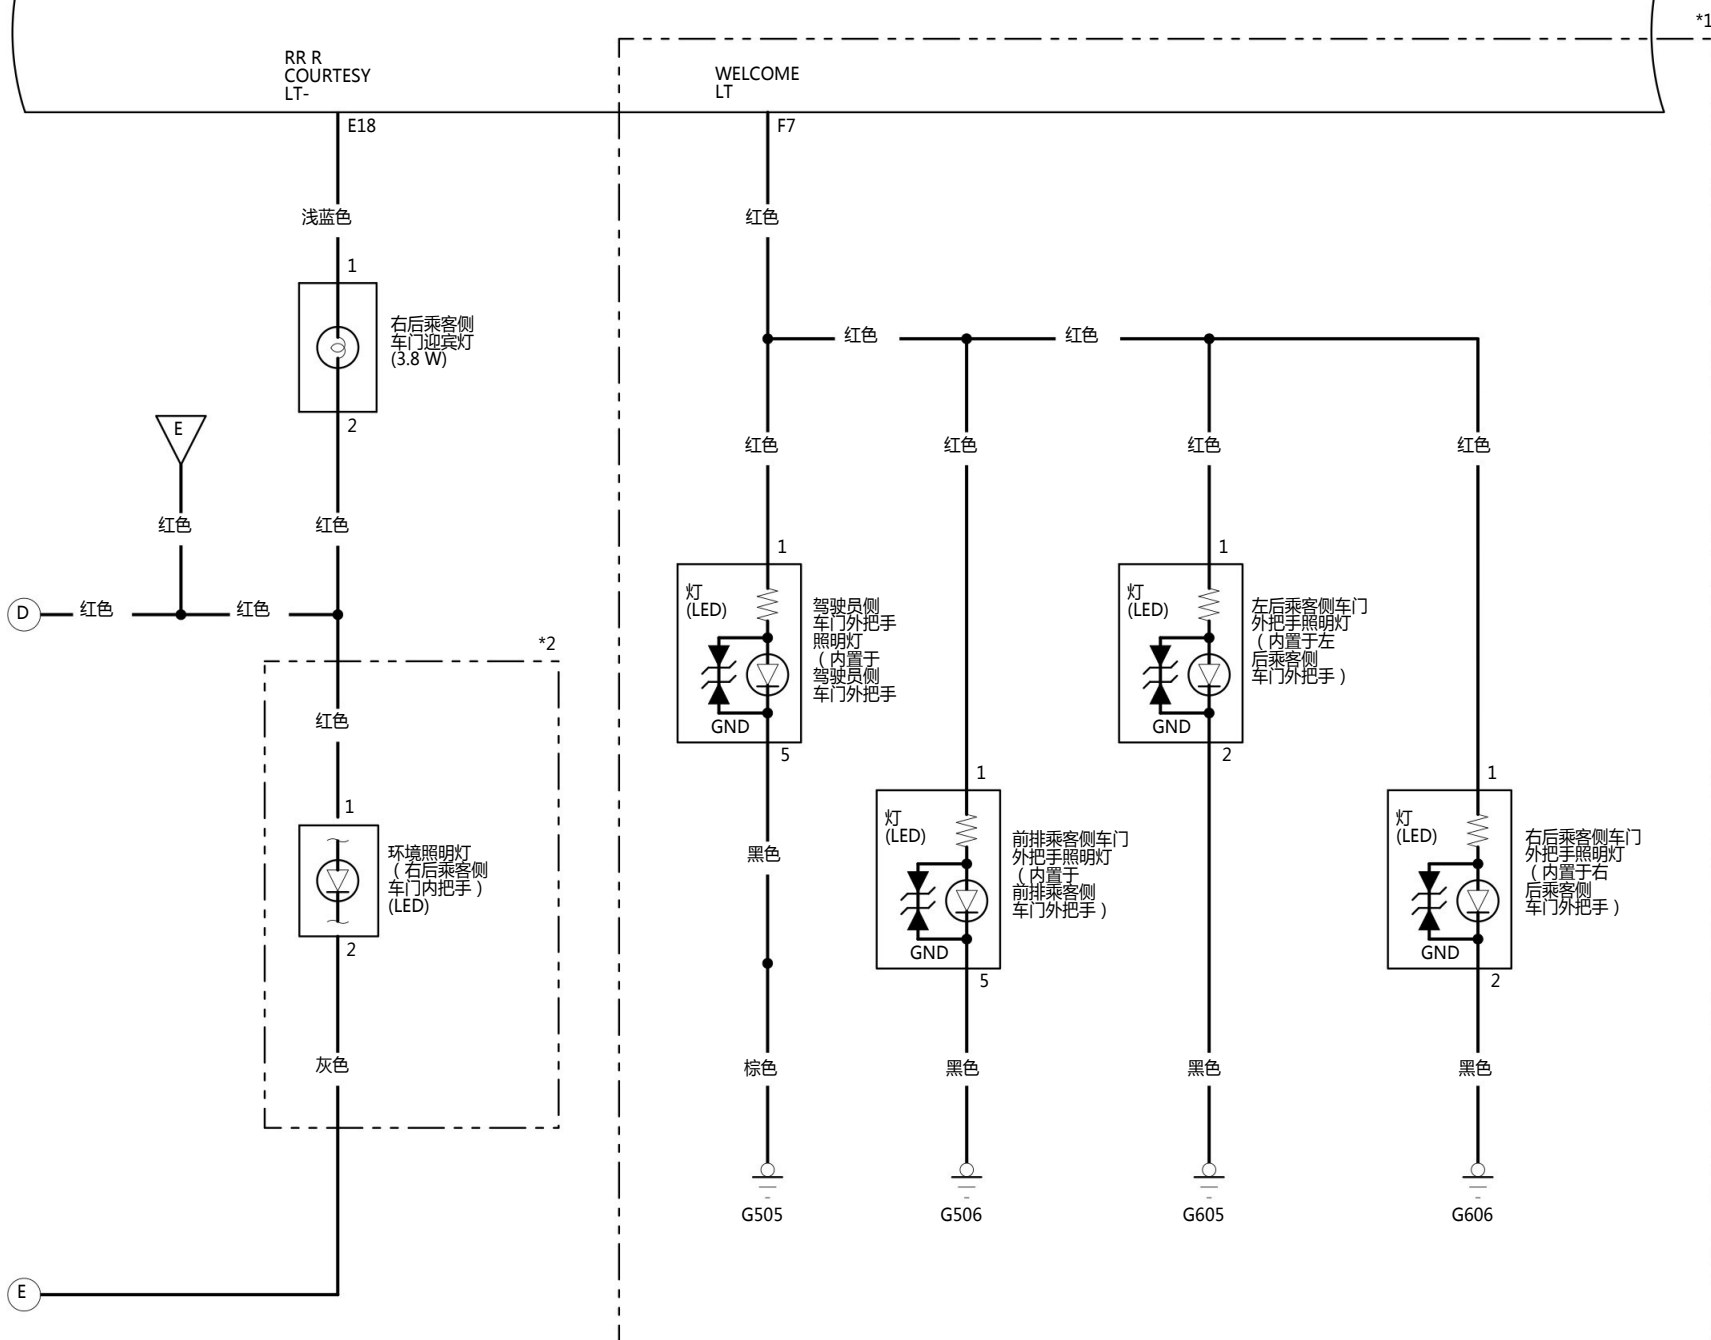 *1
RR R
COURTESY
LT-
WELCOME
LT
E18
F7
浅蓝色
红色
1
右后乘客侧
车门迎宾灯
(3.8 W)
2
红色
红色
E
红色
红色
红色
红色
红色
红色
红色
D
红色
红色
*2
红色
1
环境照明灯
（右后乘客侧
车门内把手）
(LED)
2
灰色
E
1
灯
(LED)
驾驶员侧
车门外把手
照明灯
（内置于
驾驶员侧
车门外把手
GND
5
黑色
棕色
G505
1
灯
(LED)
前排乘客侧车门
外把手照明灯
（内置于
前排乘客侧
车门外把手）
GND
5
黑色
G506
1
灯
(LED)
左后乘客侧车门
外把手照明灯
（内置于左
后乘客侧
车门外把手）
GND
2
黑色
G605
1
灯
(LED)
右后乘客侧车门
外把手照明灯
（内置于右
后乘客侧
车门外把手）
GND
2
黑色
G606